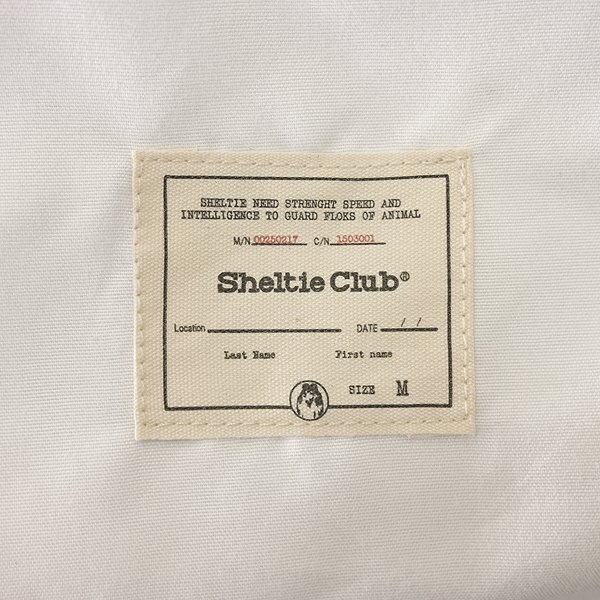 SHELTIE NEED STRENGHT SPEED AND
INTELLIGENCE TO GUARD FLOKS OF ANIMAL
M/N 00250217 C/N 1503001
Sheltie Club®
Location DATE / /
Last Name First name
SIZE M